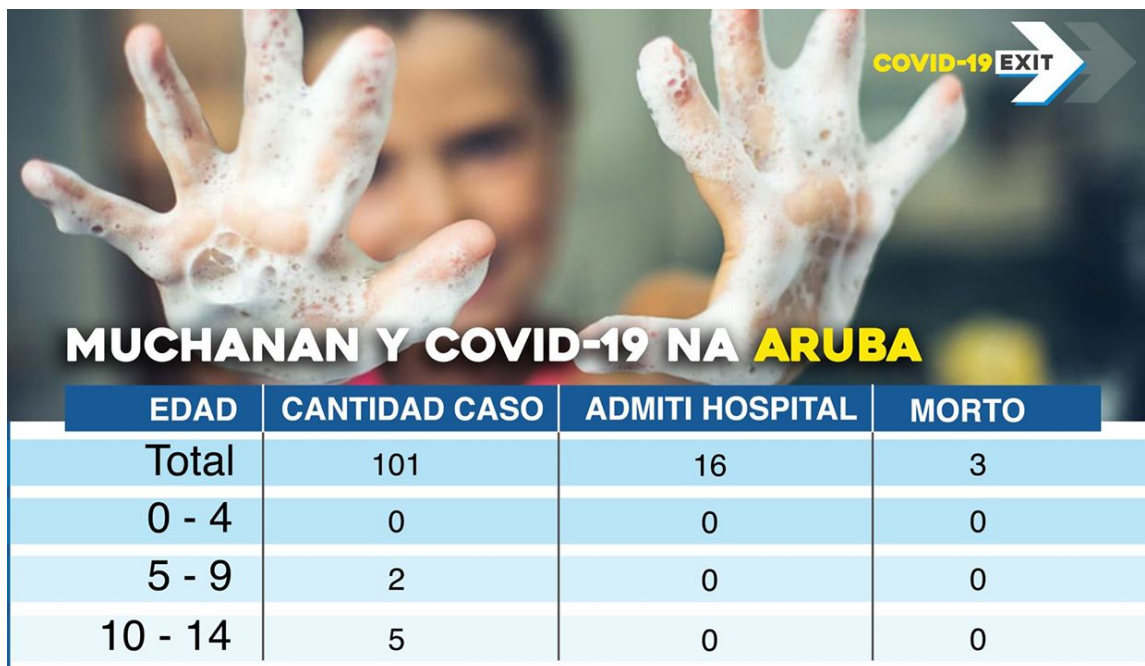 COVID-19 EXIT
MUCHANAN Y COVID-19 NA ARUBA
EDAD CANTIDAD CASO ADMITI HOSPITAL MORTO
Total 101 16 3
0 - 4 0 0 0
5 - 9 2 0 0
10 - 14 5 0 0